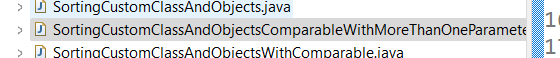 SortingCustomClassAndObjects.java
SortingCustomClassAndObjectsComparableWithMoreThanOneParamete
SortingCustomClassAndObjectsWithComparable.java